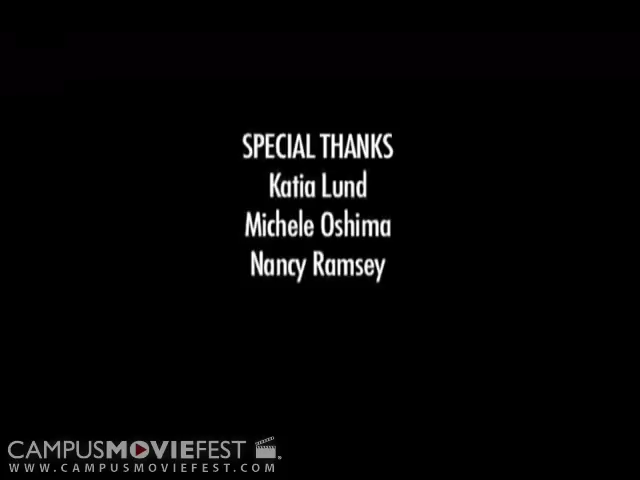 SPECIAL THANKS
Katia Lund
Michele Oshima
Nancy Ramsey
CAMPUSMOVIEFEST
WWW.CAMPUSMOVIEFEST.COM